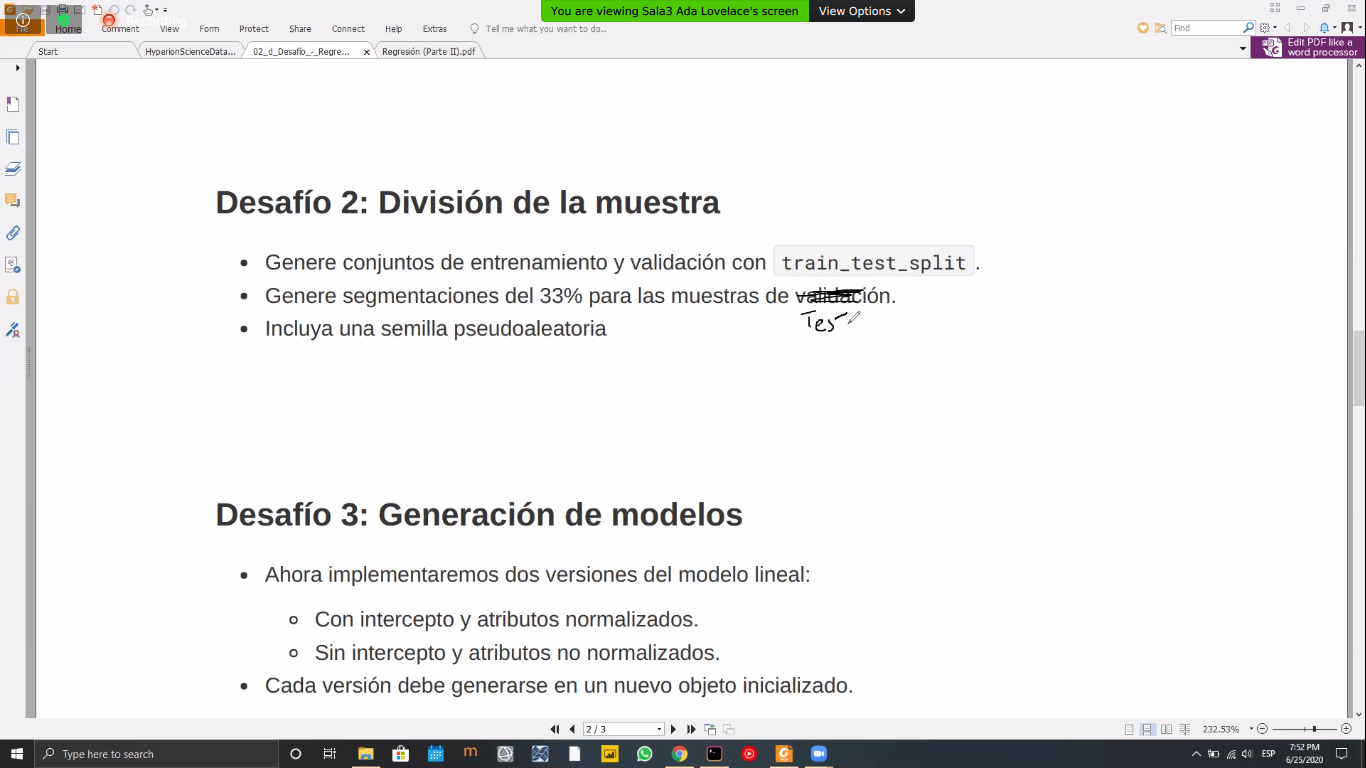 You are viewing Sala3 Ada Lovelace's screen
View Options
Recording
File Home Comment View Form Protect Share Connect Help Extras Tell me what you want to do..
Find
Start
HyperionScienceData...
02_d_Desafío_-_Regre...
Regresión (Parte II).pdf
Edit PDF like a
word processor
Desafío 2: División de la muestra
Genere conjuntos de entrenamiento y validación con train_test_split.
Genere segmentaciones del 33% para las muestras de validación.
Tes
Incluya una semilla pseudoaleatoria
Desafío 3: Generación de modelos
Ahora implementaremos dos versiones del modelo lineal:
Con intercepto y atributos normalizados.
Sin intercepto y atributos no normalizados.
Cada versión debe generarse en un nuevo objeto inicializado.
2 / 3
232.53%
Type here to search
m
ESP
7:52 PM
6/25/2020